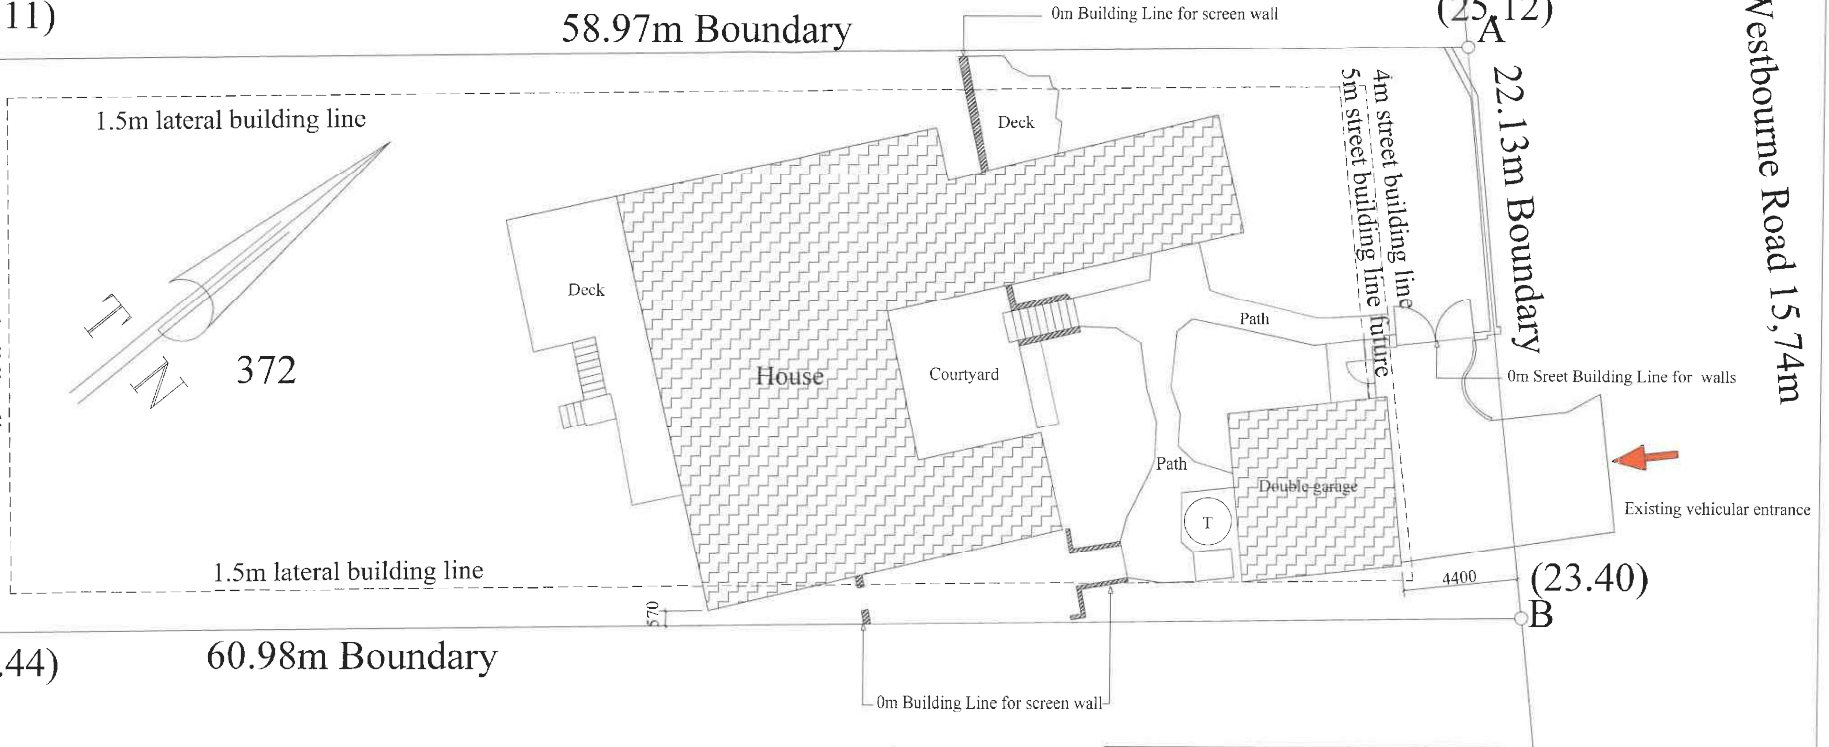 11)
58.97m Boundary
0m Building Line for screen wall
(25.12)
A
Westbourne Road 15,74m
22.13m Boundary
4m street building line
5m street building line future
1.5m lateral building line
Deck
T N
372
Deck
House
Courtyard
Path
0m Sreet Building Line for walls
Path
Double garage
T
Existing vehicular entrance
1.5m lateral building line
4400
(23.40)
B
570
.44)
60.98m Boundary
0m Building Line for screen wall